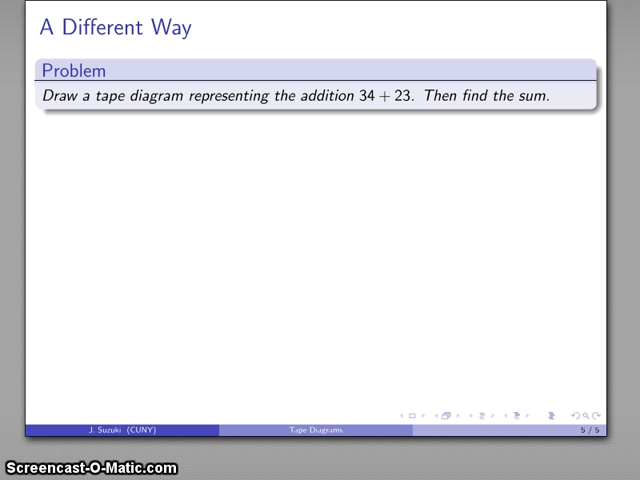 A Different Way
Problem
Draw a tape diagram representing the addition 34 + 23. Then find the sum.
J. Suzuki (CUNY)
Tape Diagrams
5 / 5
Screencast-O-Matic.com